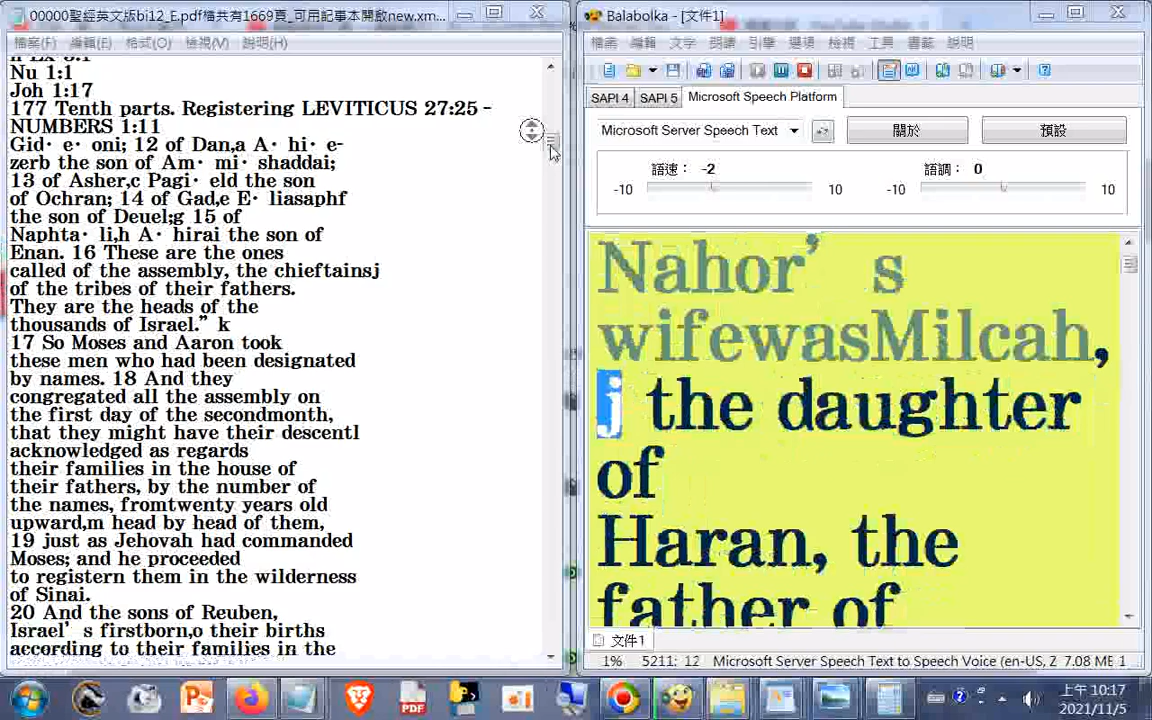 00000聖經英文版bi12_E.pdf檔共有1669頁_可用記事本開啟new.xm...
檔案(F) 編輯(E) 格式(O) 檢視(V) 說明(H)
Nu 1:1
Joh 1:17
177 Tenth parts. Registering LEVITICUS 27:25 -
NUMBERS 1:11
Gid· e· oni; 12 of Dan,a A· hi· e-
zerb the son of Am· mi· shaddai;
13 of Asher,c Pagi· eld the son
of Ochran; 14 of Gad,e E· liasaphf
the son of Deuel;g 15 of
Naphta· li,h A· hirai the son of
Enan. 16 These are the ones
called of the assembly, the chieftainsj
of the tribes of their fathers.
They are the heads of the
thousands of Israel.” k
17 So Moses and Aaron took
these men who had been designated
by names. 18 And they
congregated all the assembly on
the first day of the secondmonth,
that they might have their descentl
acknowledged as regards
their families in the house of
their fathers, by the number of
the names, fromtwenty years old
upward,m head by head of them,
19 just as Jehovah had commanded
Moses; and he proceeded
to registern them in the wilderness
of Sinai.
20 And the sons of Reuben,
Israel’s firstborn,o their births
according to their families in the
Balabolka - [文件1]
檔案 編輯 文字 朗讀 引擎 選項 檢視 工具 書籤 說明
SAPI 4 SAPI 5 Microsoft Speech Platform
Microsoft Server Speech Text 關於 預設
語速： -2 語調： 0
-10 10 -10 10
Nahor’s
wifewasMilcah,
j the daughter
of
Haran, the
father of
文件1
1% 5211: 12 Microsoft Server Speech Text to Speech Voice (en-US, Z 7.08 ME 1
PDF
上午 10:17
2021/11/5